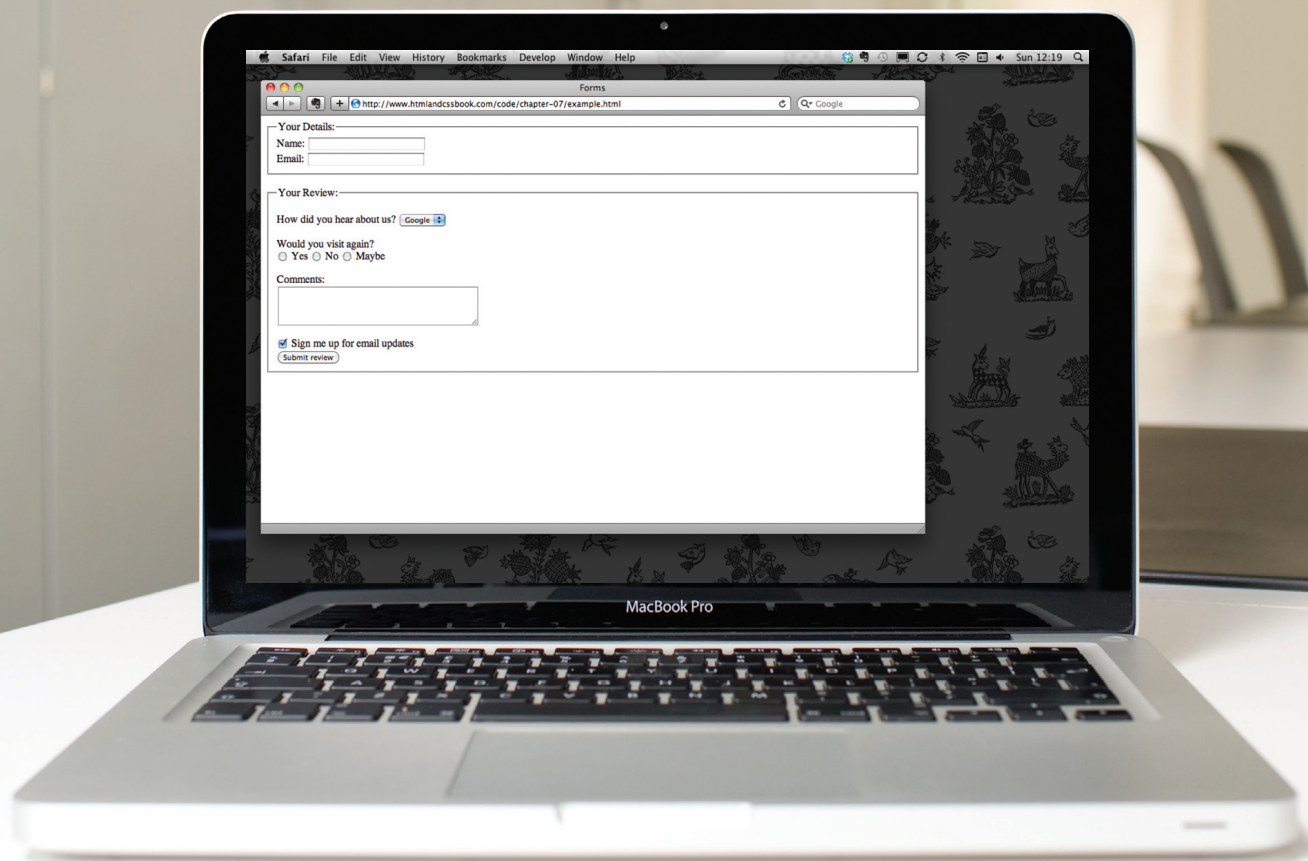 Safari File Edit View History Bookmarks Develop Window Help Sun 12:19
Forms
http://www.htmlandcssbook.com/code/chapter-07/example.html Google
Your Details:
Name:
Email:
Your Review:
How did you hear about us? Google
Would you visit again?
Yes No Maybe
Comments:
Sign me up for email updates
Submit review
MacBook Pro